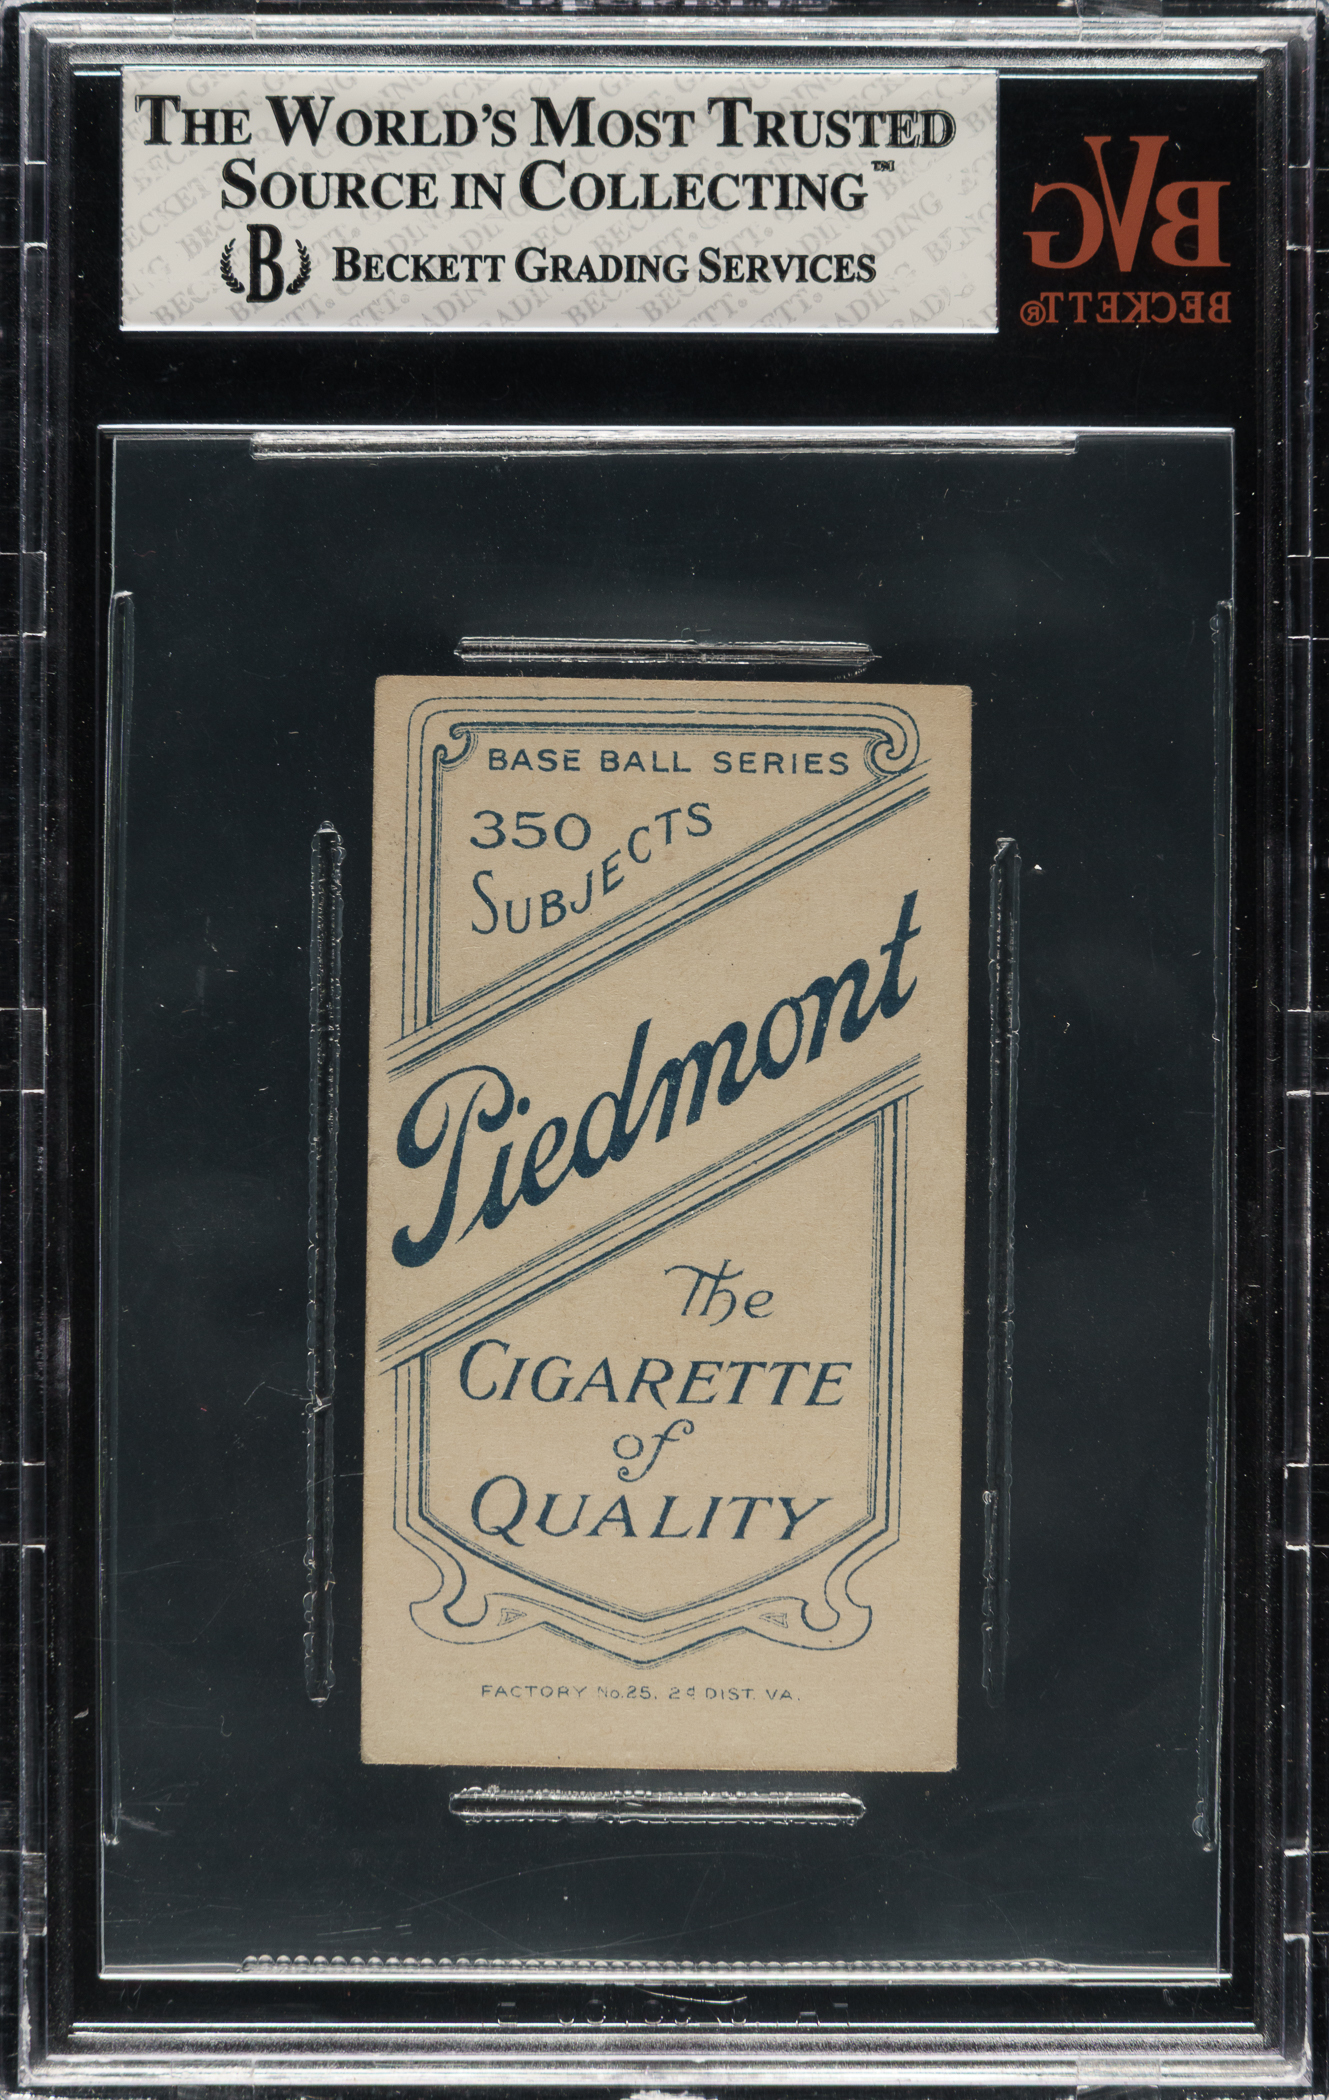 THE WORLD'S MOST TRUSTED
SOURCE IN COLLECTING™
B BECKETT GRADING SERVICES
BVG
BECKETT®
BASE BALL SERIES
350
SUBJECTS
Piedmont
The
CIGARETTE
of
QUALITY
FACTORY No. 25. 2d DIST. VA.